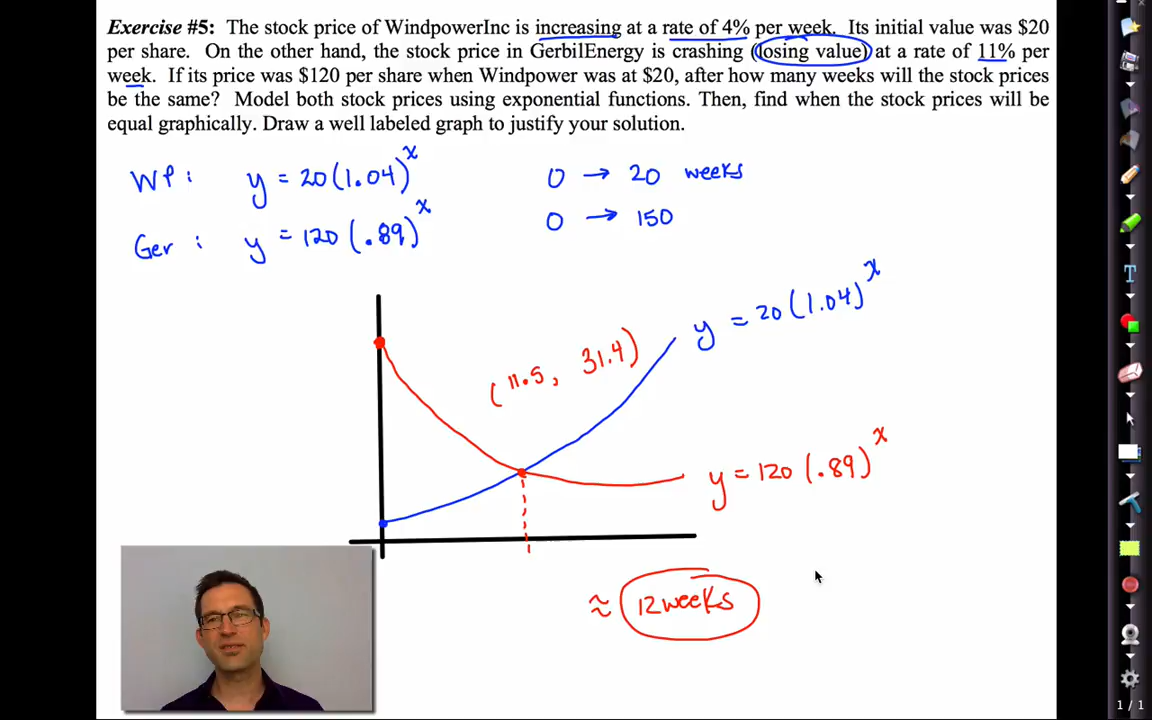 Exercise #5: The stock price of WindpowerInc is increasing at a rate of 4% per week. Its initial value was $20
per share. On the other hand, the stock price in GerbilEnergy is crashing (losing value) at a rate of 11% per
week. If its price was $120 per share when Windpower was at $20, after how many weeks will the stock prices
be the same? Model both stock prices using exponential functions. Then, find when the stock prices will be
equal graphically. Draw a well labeled graph to justify your solution.
WP: y = 20(1.04)^x 0 → 20 weeks
Ger: y = 120(.89)^x 0 → 150
y = 20(1.04)^x
(11.5, 31.4)
y = 120(.89)^x
≈ 12 weeks
T
1 / 1